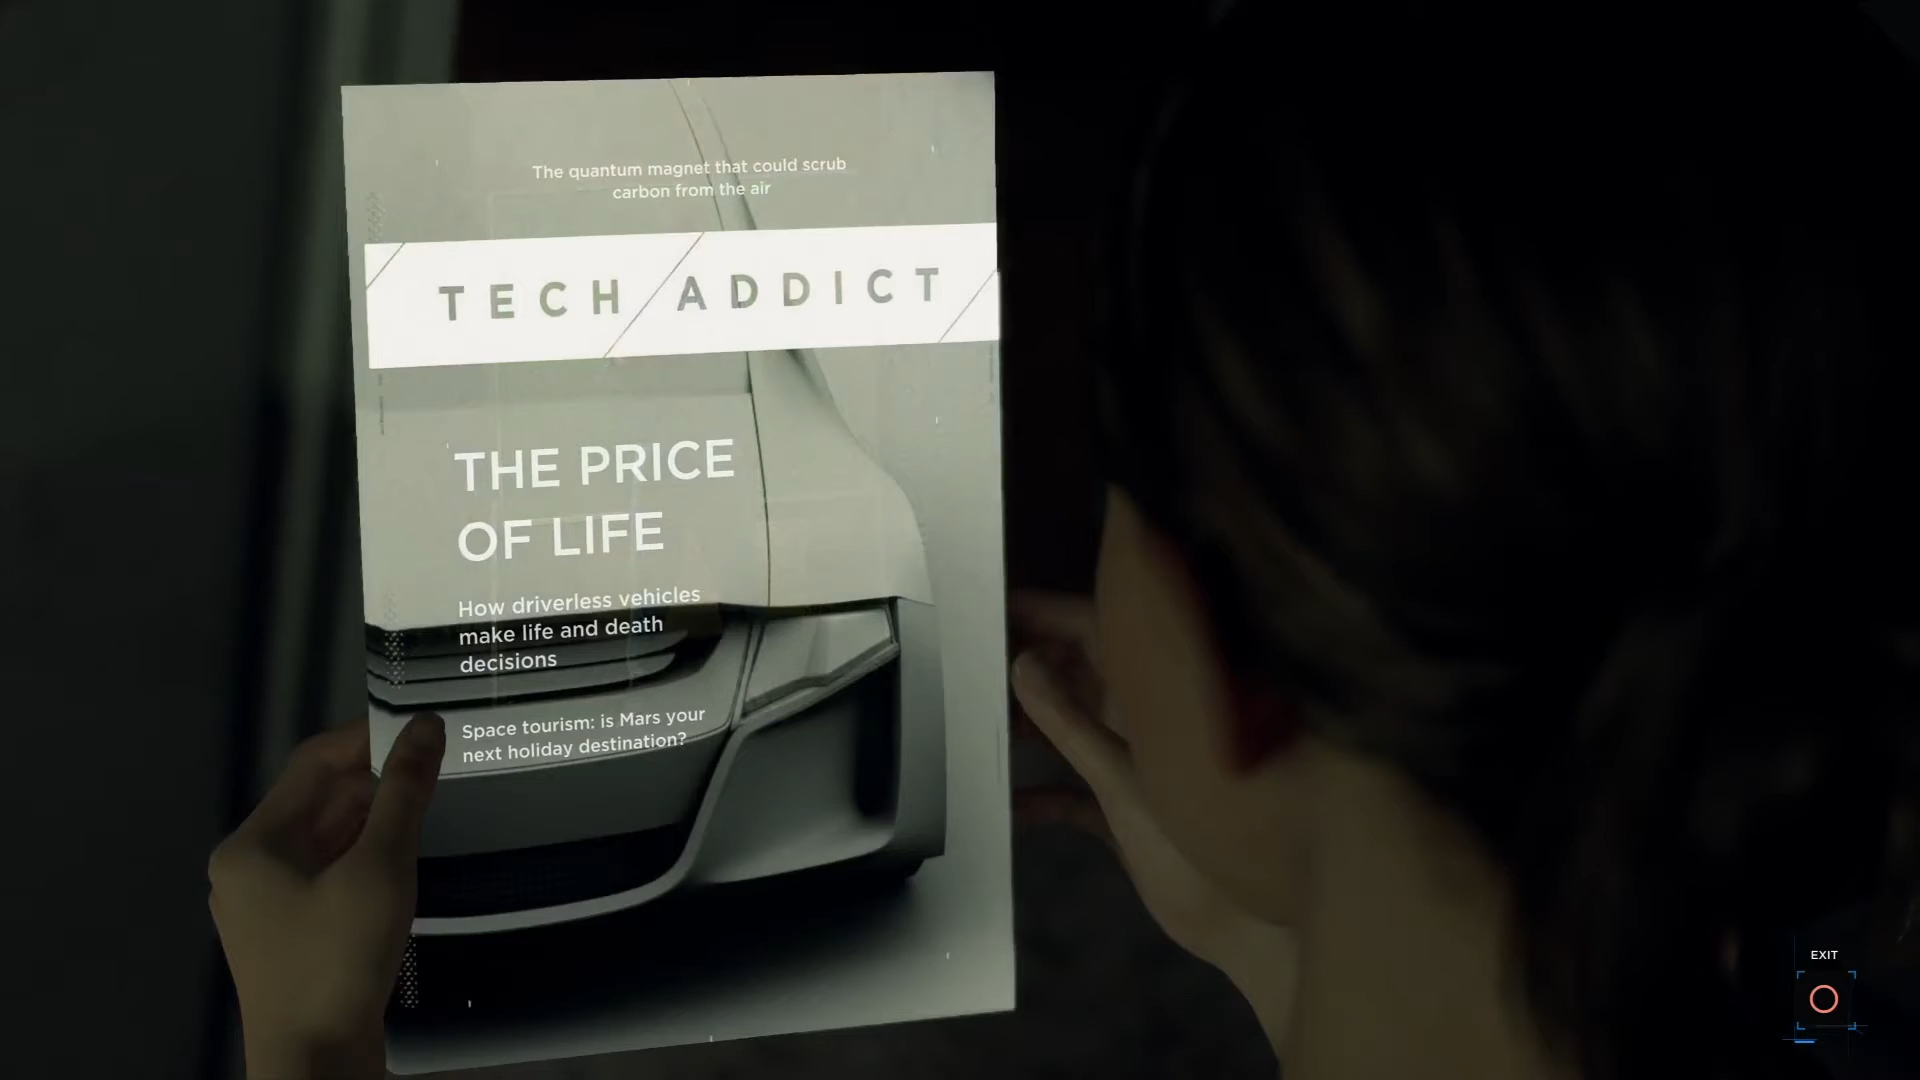 The quantum magnet that could scrub
carbon from the air
TECH ADDICT
THE PRICE
OF LIFE
How driverless vehicles
make life and death
decisions
Space tourism: is Mars your
next holiday destination?
EXIT